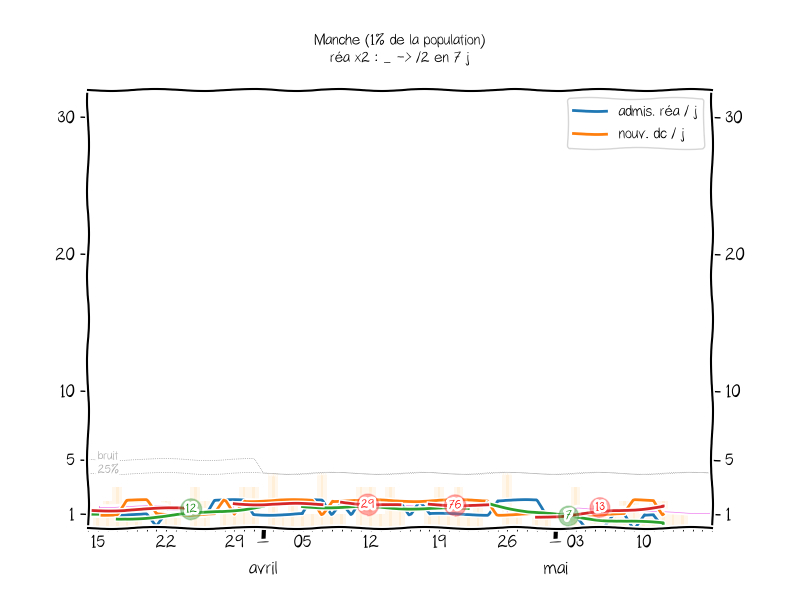 Manche (1% de la population)
réa x2 : _ -> /2 en 7 j
admis. réa / j
nouv. dc / j
30
30
20
20
10
10
5
5
1
1
bruit
25%
12
29
76
7
13
15 22 29 05 12 19 26 03 10
avril mai